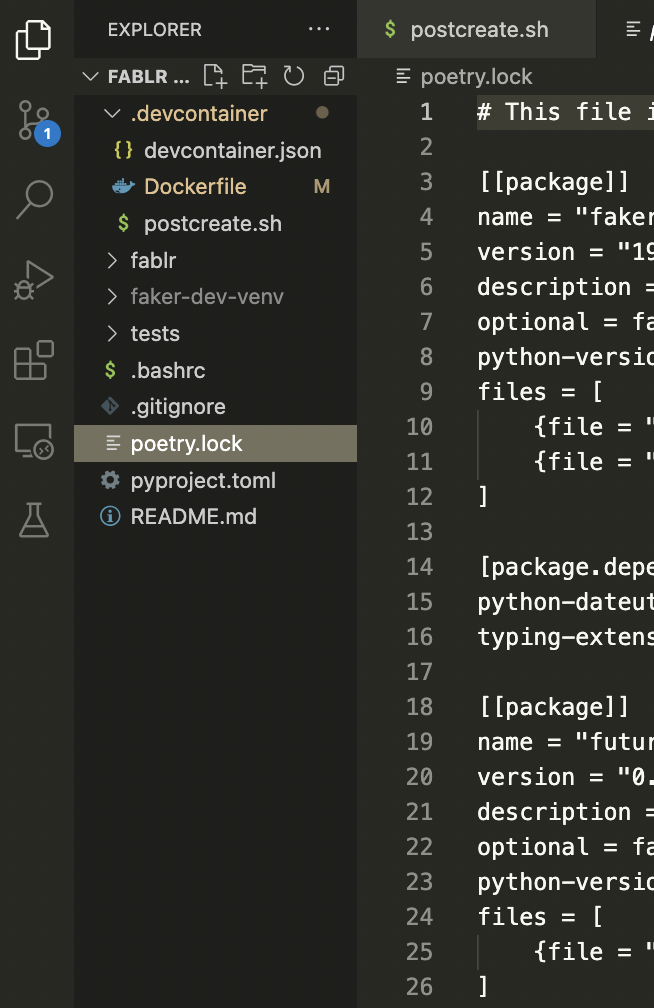 EXPLORER
···
FABLR ...
.devcontainer
{} devcontainer.json
Dockerfile M
$ postcreate.sh
fablr
faker-dev-venv
tests
$ .bashrc
.gitignore
poetry.lock
pyproject.toml
README.md
1
$ postcreate.sh
poetry.lock
1 # This file i
2
3 [[package]]
4 name = "faker
5 version = "19
6 description =
7 optional = fa
8 python-versio
9 files = [
10 {file = "
11 {file = "
12 ]
13
14 [package.depe
15 python-dateut
16 typing-extens
17
18 [[package]]
19 name = "futur
20 version = "0.
21 description =
22 optional = fa
23 python-versio
24 files = [
25 {file = "
26 ]